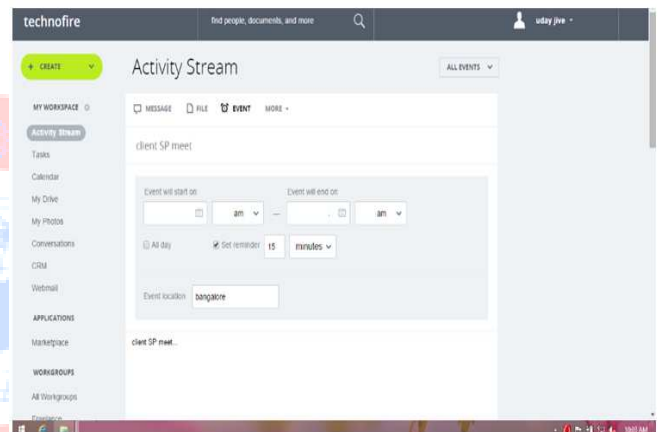 technofire
find people, documents, and more
uday jive
+ CREATE
Activity Stream
ALL EVENTS
MY WORKSPACE
MESSAGE FILE EVENT MORE
Activity Stream
client SP meet
Tasks
Calendar
My Drive
My Photos
Conversations
CRM
Webmail
Event will start on: Event will end on:
am — am
All day Set reminder 15 minutes
Event location bangalore
APPLICATIONS
Marketplace
client SP meet...
WORKGROUPS
All Workgroups
Freelance